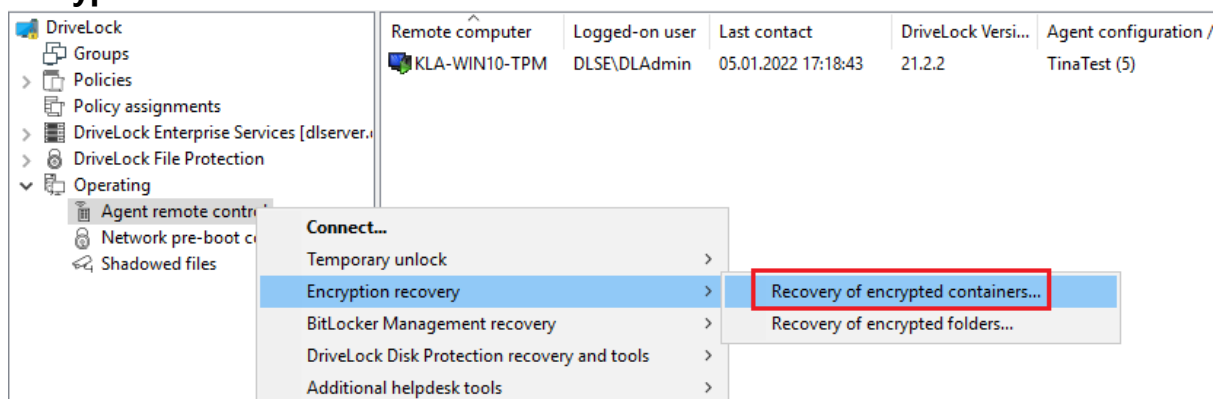 DriveLock
Groups
Policies
Policy assignments
DriveLock Enterprise Services [dlserver.
DriveLock File Protection
Operating
Agent remote contr
Network pre-boot c
Shadowed files
Remote computer Logged-on user Last contact DriveLock Versi... Agent configuration /
KLA-WIN10-TPM DLSE\DLAdmin 05.01.2022 17:18:43 21.2.2 TinaTest (5)
Connect...
Temporary unlock
Encryption recovery
BitLocker Management recovery
DriveLock Disk Protection recovery and tools
Additional helpdesk tools
Recovery of encrypted containers...
Recovery of encrypted folders...